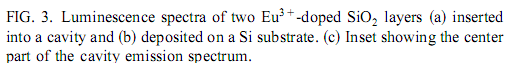 FIG. 3. Luminescence spectra of two Eu³⁺-doped SiO₂ layers (a) inserted
into a cavity and (b) deposited on a Si substrate. (c) Inset showing the center
part of the cavity emission spectrum.